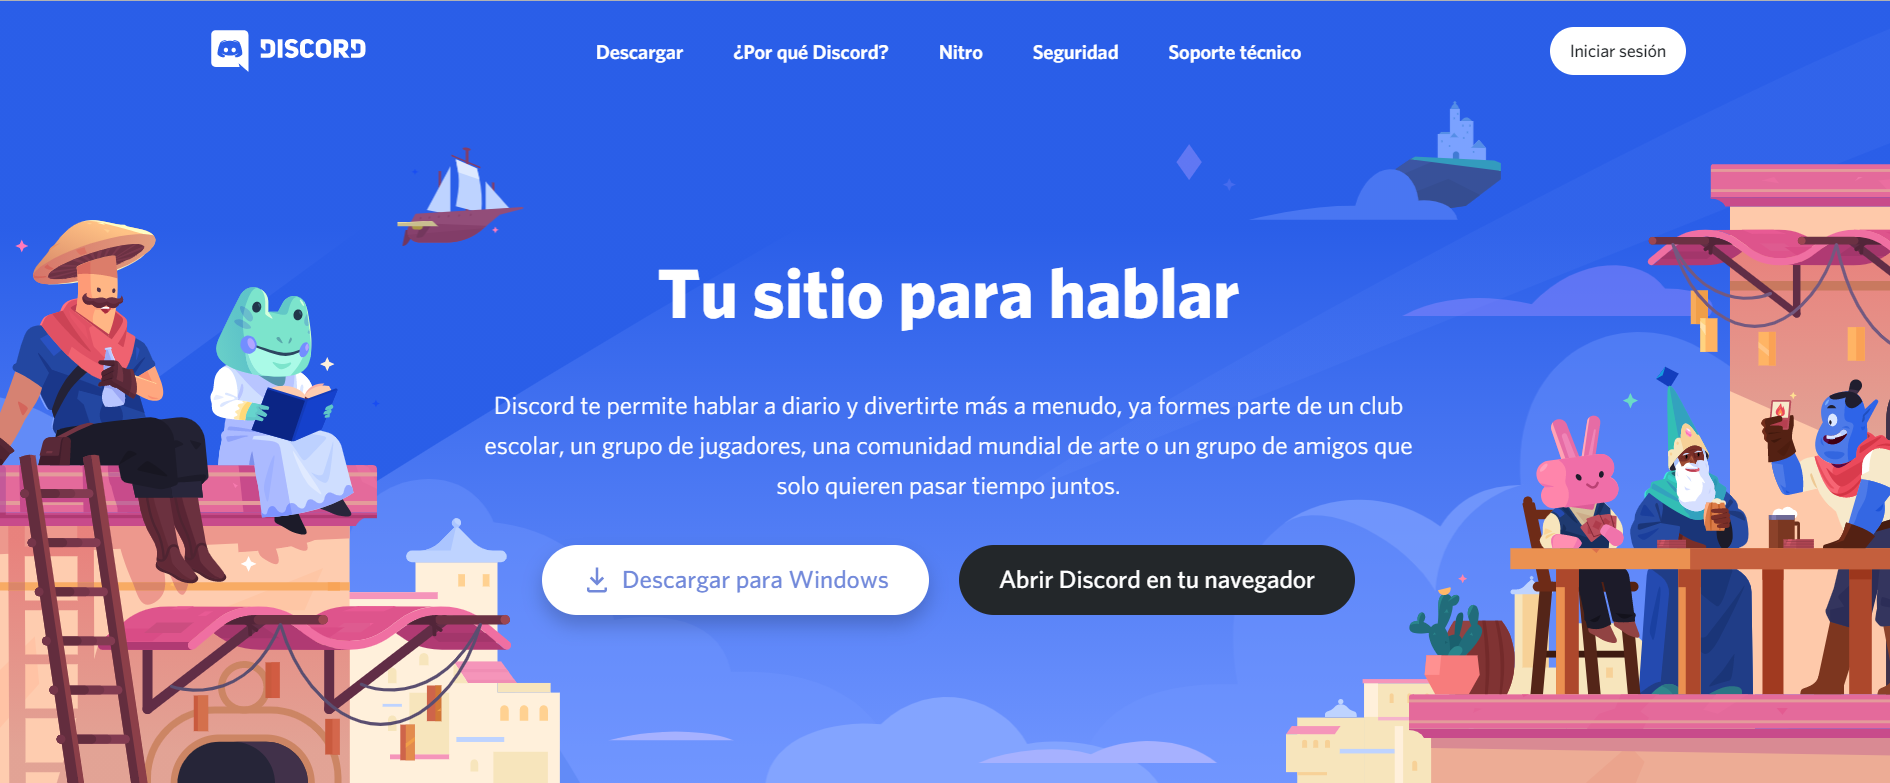 DISCORD
Descargar
¿Por qué Discord?
Nitro
Seguridad
Soporte técnico
Iniciar sesión
Tu sitio para hablar
Discord te permite hablar a diario y divertirte más a menudo, ya formes parte de un club
escolar, un grupo de jugadores, una comunidad mundial de arte o un grupo de amigos que
solo quieren pasar tiempo juntos.
Descargar para Windows
Abrir Discord en tu navegador